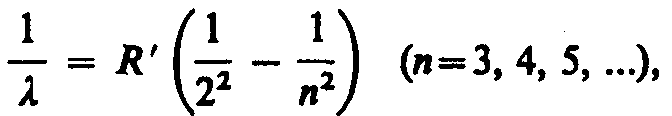 1/λ = R′ (1/2² − 1/n²) (n=3, 4, 5, ...),